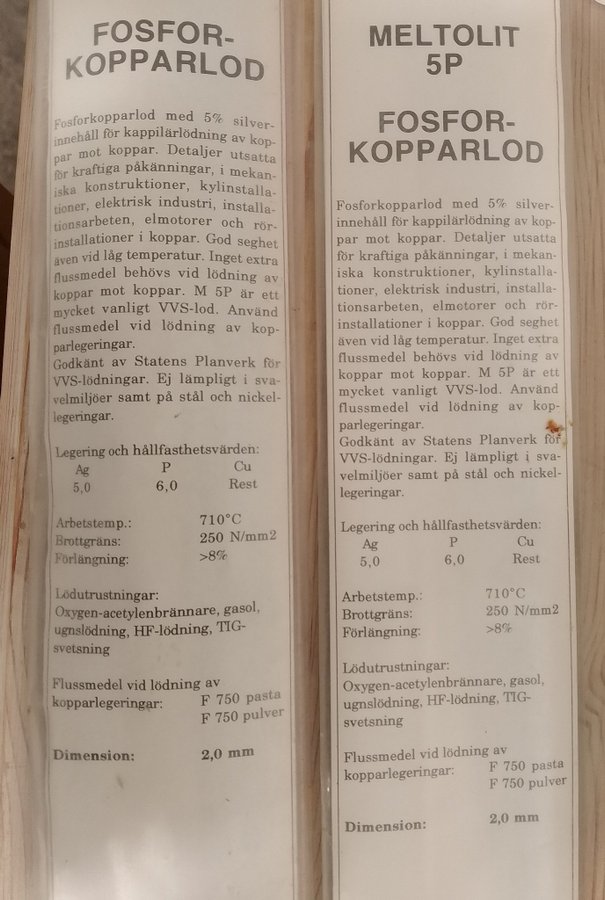 FOSFOR-
KOPPARLOD
Fosforkopparlod med 5% silver-
innehåll för kappilärlödning av kop-
par mot koppar. Detaljer utsatta
för kraftiga påkänningar, i mekan-
iska konstruktioner, kylinstalla-
tioner, elektrisk industri, installa-
tionsarbeten, elmotorer och rör-
installationer i koppar. God seghet
även vid låg temperatur. Inget extra
flussmedel behövs vid lödning av
koppar mot koppar. M 5P är ett
mycket vanligt VVS-lod. Använd
flussmedel vid lödning av kop-
parlegeringar.
Godkänt av Statens Planverk för
VVS-lödningar. Ej lämpligt i sva-
velmiljöer samt på stål och nickel-
legeringar.
Legering och hållfasthetsvärden:
Ag P Cu
5,0 6,0 Rest
Arbetstemp.: 710°C
Brottgräns: 250 N/mm2
Förlängning: >8%
Lödutrustningar:
Oxygen-acetylenbrännare, gasol,
ugnslödning, HF-lödning, TIG-
svetsning
Flussmedel vid lödning av
kopparlegeringar: F 750 pasta
F 750 pulver
Dimension: 2,0 mm
MELTOLIT
5P
FOSFOR-
KOPPARLOD
Fosforkopparlod med 5% silver-
innehåll för kappilärlödning av kop-
par mot koppar. Detaljer utsatta
för kraftiga påkänningar, i mekan-
iska konstruktioner, kylinstalla-
tioner, elektrisk industri, installa-
tionsarbeten, elmotorer och rör-
installationer i koppar. God seghet
även vid låg temperatur. Inget extra
flussmedel behövs vid lödning av
koppar mot koppar. M 5P är ett
mycket vanligt VVS-lod. Använd
flussmedel vid lödning av kop-
parlegeringar.
Godkänt av Statens Planverk för
VVS-lödningar. Ej lämpligt i sva-
velmiljöer samt på stål och nickel-
legeringar.
Legering och hållfasthetsvärden:
Ag P Cu
5,0 6,0 Rest
Arbetstemp.: 710°C
Brottgräns: 250 N/mm2
Förlängning: >8%
Lödutrustningar:
Oxygen-acetylenbrännare, gasol,
ugnslödning, HF-lödning, TIG-
svetsning
Flussmedel vid lödning av
kopparlegeringar: F 750 pasta
F 750 pulver
Dimension: 2,0 mm